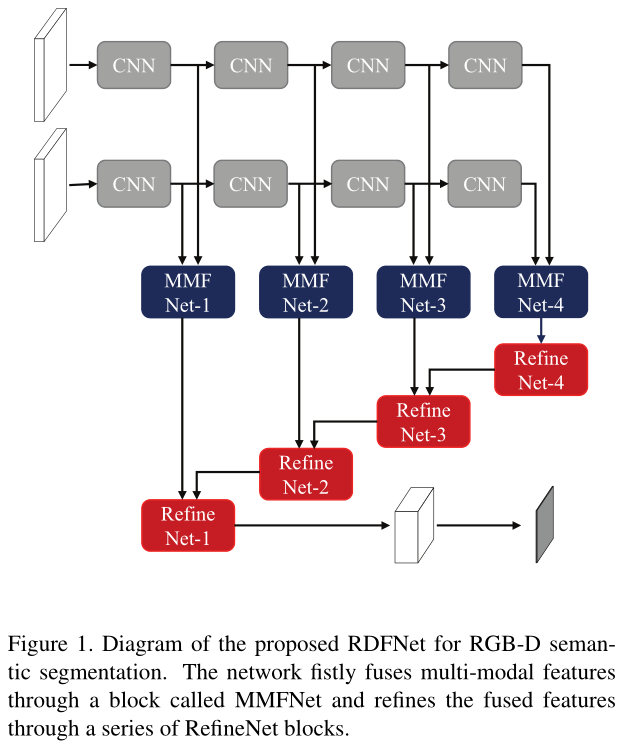 CNN CNN CNN CNN
CNN CNN CNN CNN
MMF MMF MMF MMF
Net-1 Net-2 Net-3 Net-4
Refine
Net-4
Refine
Net-3
Refine
Net-2
Refine
Net-1
Figure 1. Diagram of the proposed RDFNet for RGB-D seman-
tic segmentation. The network fistly fuses multi-modal features
through a block called MMFNet and refines the fused features
through a series of RefineNet blocks.